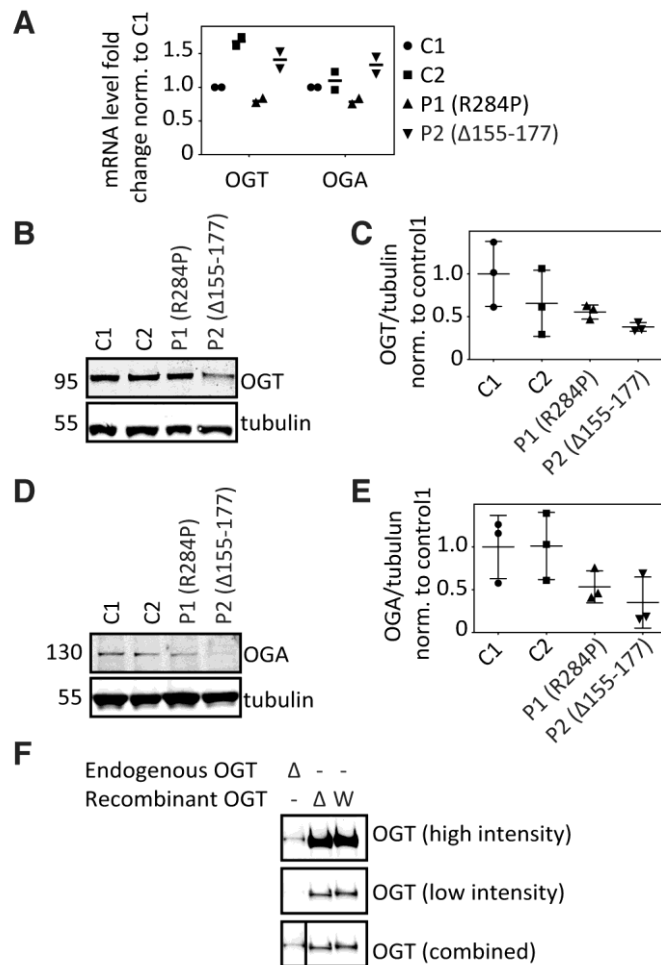 A
mRNA level fold
change norm. to C1
1.5
1.0
0.5
0
OGT
OGA
C1
C2
P1 (R284P)
P2 (Δ155-177)
B
C1
C2
P1 (R284P)
P2 (Δ155-177)
95
OGT
55
tubulin
C
OGT/tubulin
norm. to control1
1.0
0.5
0
C1
C2
P1 (R284P)
P2 (Δ155-177)
D
C1
C2
P1 (R284P)
P2 (Δ155-177)
130
OGA
55
tubulin
E
OGA/tubulun
norm. to control1
1.0
0.5
0
C1
C2
P1 (R284P)
P2 (Δ155-177)
F
Endogenous OGT Δ - -
Recombinant OGT - Δ W
OGT (high intensity)
OGT (low intensity)
OGT (combined)